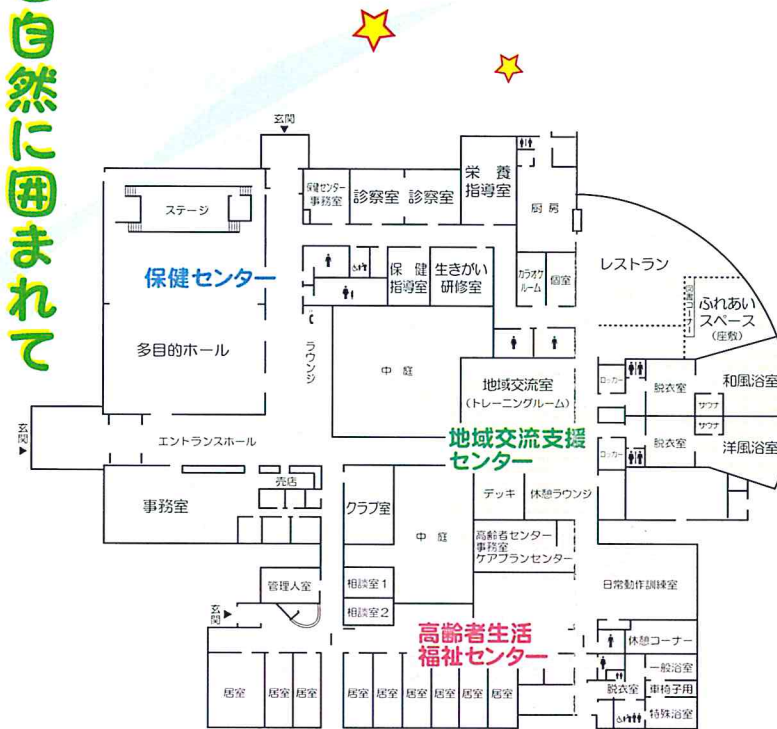 自然に囲まれて
玄関
ステージ
保健センター
事務室
診察室
診察室
栄養
指導室
厨房
保健センター
保健
指導室
生きがい
研修室
カラオケ
ルーム
個室
レストラン
図書コーナー
ふれあい
スペース
(座敷)
多目的ホール
ラウンジ
中庭
地域交流室
(トレーニングルーム)
ロッカー
脱衣室
和風浴室
サウナ
サウナ
玄関
エントランスホール
地域交流支援
センター
ロッカー
脱衣室
洋風浴室
売店
事務室
クラブ室
中庭
デッキ
休憩ラウンジ
高齢者センター
事務室
ケアプランセンター
管理人室
相談室1
日常動作訓練室
玄関
相談室2
高齢者生活
福祉センター
休憩コーナー
居室
居室
居室
居室
居室
居室
居室
居室
居室
脱衣室
一般浴室
車椅子用
特殊浴室